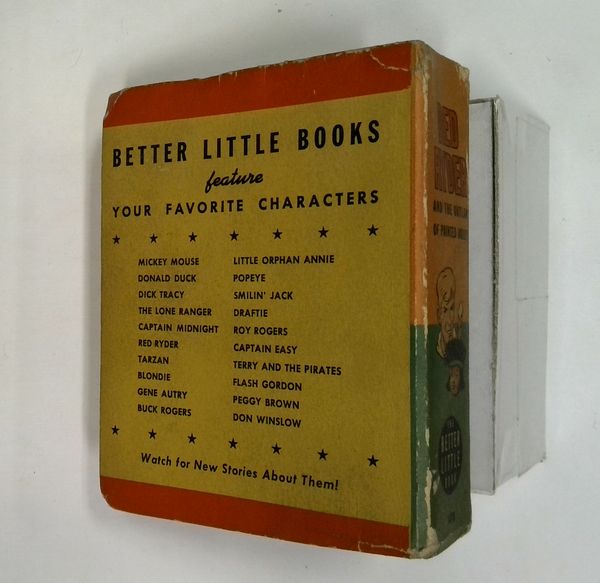 BETTER LITTLE BOOKS
feature
YOUR FAVORITE CHARACTERS
MICKEY MOUSE
DONALD DUCK
DICK TRACY
THE LONE RANGER
CAPTAIN MIDNIGHT
RED RYDER
TARZAN
BLONDIE
GENE AUTRY
BUCK ROGERS
LITTLE ORPHAN ANNIE
POPEYE
SMILIN' JACK
DRAFTIE
ROY ROGERS
CAPTAIN EASY
TERRY AND THE PIRATES
FLASH GORDON
PEGGY BROWN
DON WINSLOW
Watch for New Stories About Them!
RED
RYDER
AND THE
OF PAINTED
THE
BETTER
LITTLE
BOOK